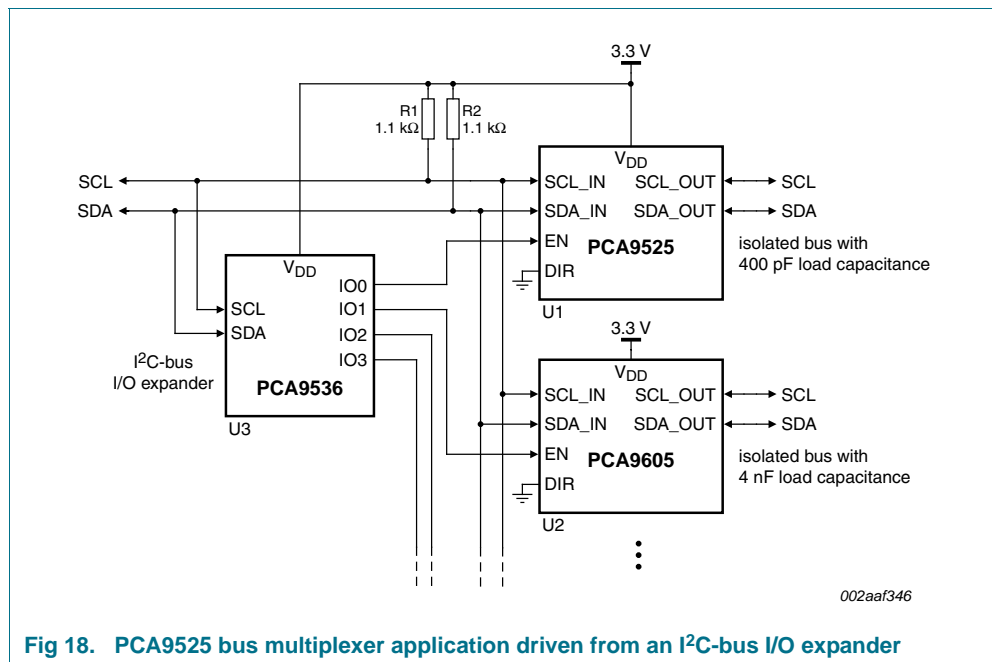 3.3 V
R1
1.1 kΩ
R2
1.1 kΩ
SCL
SDA
VDD
SCL_IN
SCL_OUT
SCL
SDA_IN
SDA_OUT
SDA
EN
PCA9525
DIR
isolated bus with
400 pF load capacitance
U1
VDD
IO0
SCL
IO1
SDA
IO2
IO3
I2C-bus
I/O expander
PCA9536
U3
3.3 V
VDD
SCL_IN
SCL_OUT
SCL
SDA_IN
SDA_OUT
SDA
EN
PCA9605
DIR
isolated bus with
4 nF load capacitance
U2
002aaf346
Fig 18. PCA9525 bus multiplexer application driven from an I2C-bus I/O expander